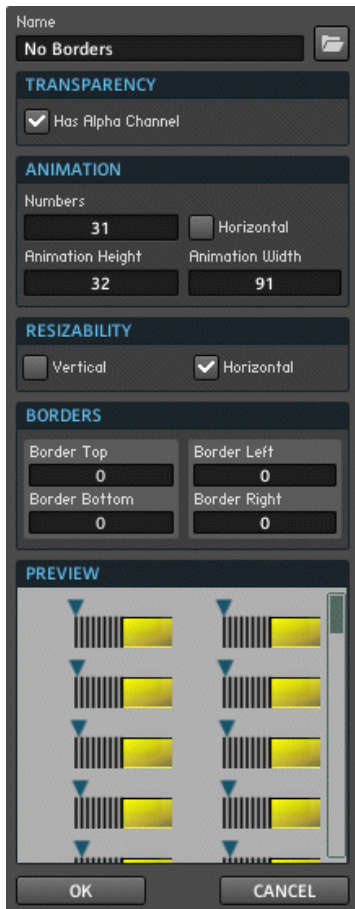 Name
No Borders
TRANSPARENCY
Has Alpha Channel
ANIMATION
Numbers
31 Horizontal
Animation Height Animation Width
32 91
RESIZABILITY
Vertical Horizontal
BORDERS
Border Top Border Left
0 0
Border Bottom Border Right
0 0
PREVIEW
OK CANCEL